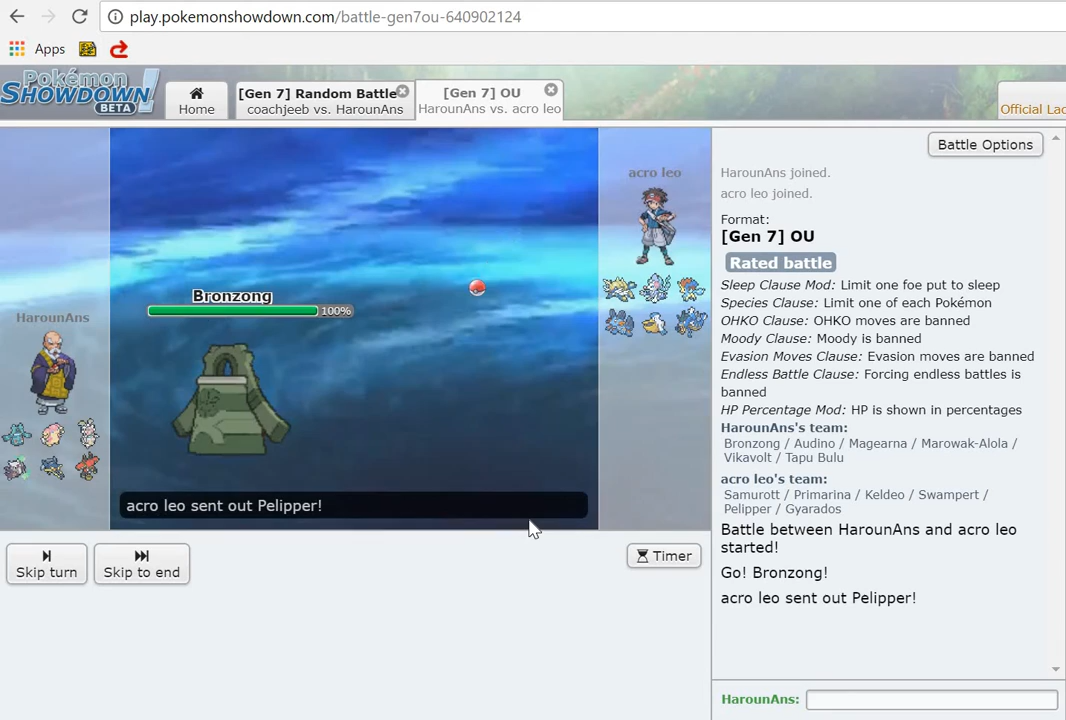 play.pokemonshowdown.com/battle-gen7ou-640902124
Apps
Pokémon
SHOWDOWN!
BETA
Home
[Gen 7] Random Battle
coachjeeb vs. HarounAns
[Gen 7] OU
HarounAns vs. acro leo
Official Lad
Battle Options
HarounAns joined.
acro leo joined.
Format:
[Gen 7] OU
Rated battle
Sleep Clause Mod: Limit one foe put to sleep
Species Clause: Limit one of each Pokémon
OHKO Clause: OHKO moves are banned
Moody Clause: Moody is banned
Evasion Moves Clause: Evasion moves are banned
Endless Battle Clause: Forcing endless battles is
banned
HP Percentage Mod: HP is shown in percentages
HarounAns's team:
Bronzong / Audino / Magearna / Marowak-Alola /
Vikavolt / Tapu Bulu
acro leo's team:
Samurott / Primarina / Keldeo / Swampert /
Pelipper / Gyarados
Battle between HarounAns and acro leo
started!
Go! Bronzong!
acro leo sent out Pelipper!
HarounAns:
acro leo
HarounAns
Bronzong
100%
acro leo sent out Pelipper!
Skip turn
Skip to end
Timer